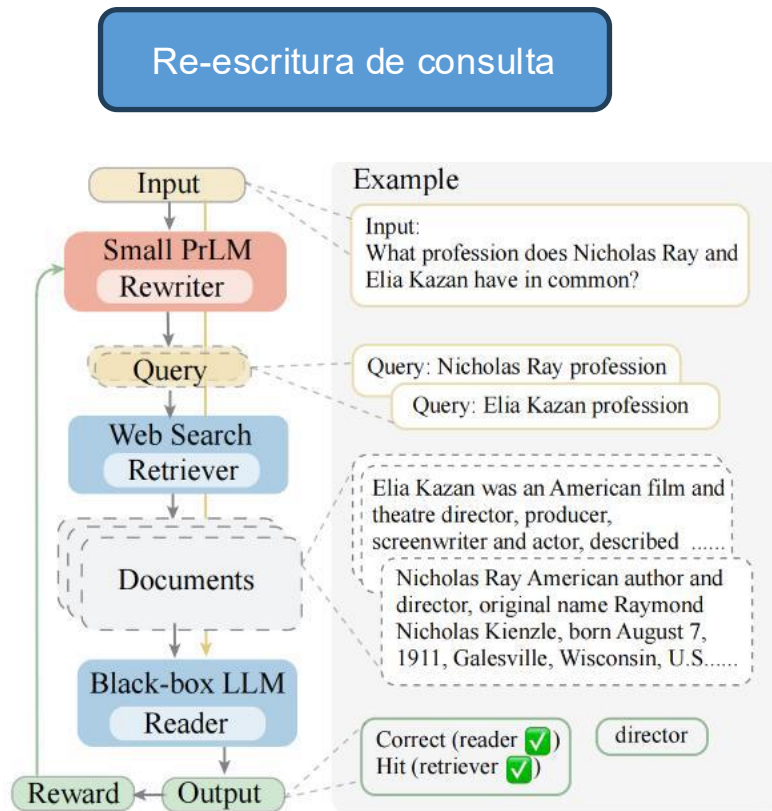 Re-escritura de consulta
Input
Small PrLM
Rewriter
Query
Web Search
Retriever
Documents
Black-box LLM
Reader
Reward
Output
Example
Input:
What profession does Nicholas Ray and
Elia Kazan have in common?
Query: Nicholas Ray profession
Query: Elia Kazan profession
Elia Kazan was an American film and
theatre director, producer,
screenwriter and actor, described ......
Nicholas Ray American author and
director, original name Raymond
Nicholas Kienzle, born August 7,
1911, Galesville, Wisconsin, U.S......
Correct (reader ✅)
Hit (retriever ✅)
director